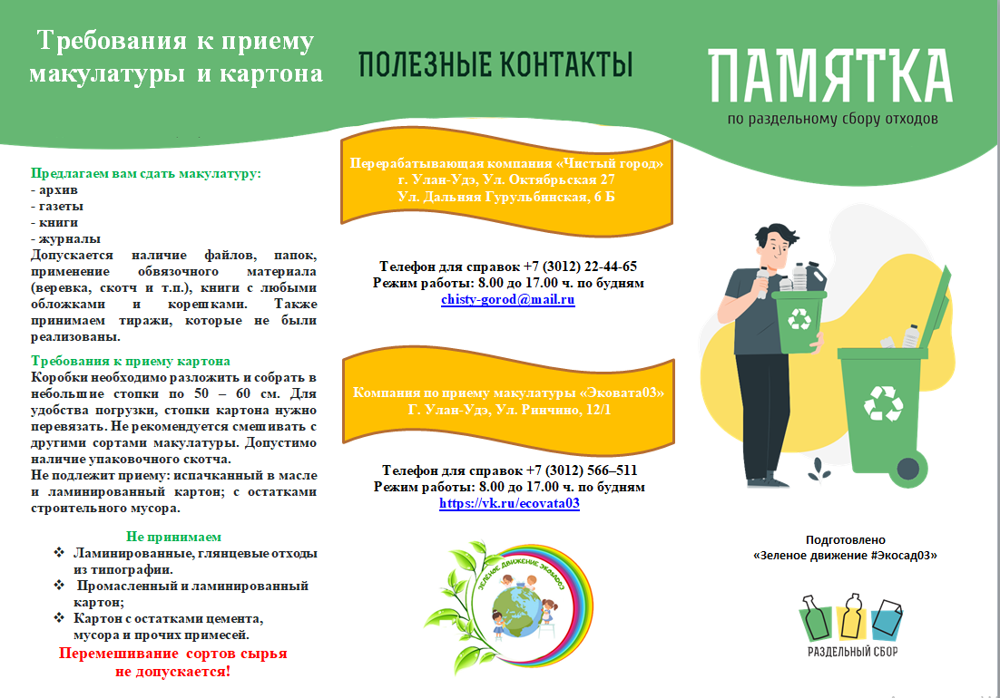 Требования к приему
макулатуры и картона
Предлагаем вам сдать макулатуру:
- архив
- газеты
- книги
- журналы
Допускается наличие файлов, папок,
применение обвязочного материала
(веревка, скотч и т.п.), книги с любыми
обложками и корешками. Также
принимаем тиражи, которые не были
реализованы.
Требования к приему картона
Коробки необходимо разложить и собрать в
небольшие стопки по 50 – 60 см. Для
удобства погрузки, стопки картона нужно
перевязать. Не рекомендуется смешивать с
другими сортами макулатуры. Допустимо
наличие упаковочного скотча.
Не подлежит приему: испачканный в масле
и ламинированный картон; с остатками
строительного мусора.
Не принимаем
❖ Ламинированные, глянцевые отходы
из типографии.
❖ Промасленный и ламинированный
картон;
❖ Картон с остатками цемента,
мусора и прочих примесей.
Перемешивание сортов сырья
не допускается!
ПОЛЕЗНЫЕ КОНТАКТЫ
Перерабатывающая компания «Чистый город»
г. Улан-Удэ, Ул. Октябрьская 27
Ул. Дальняя Гурульбинская, 6 Б
Телефон для справок +7 (3012) 22-44-65
Режим работы: 8.00 до 17.00 ч. по будням
chisty-gorod@mail.ru
Компания по приему макулатуры «Эковата03»
Г. Улан-Удэ, Ул. Ринчино, 12/1
Телефон для справок +7 (3012) 566–511
Режим работы: 8.00 до 17.00 ч. по будням
https://vk.ru/ecovata03
ЗЕЛЕНОЕ ДВИЖЕНИЕ ЭКОСАД03
ПАМЯТКА
по раздельному сбору отходов
Подготовлено
«Зеленое движение #Экосад03»
РАЗДЕЛЬНЫЙ СБОР